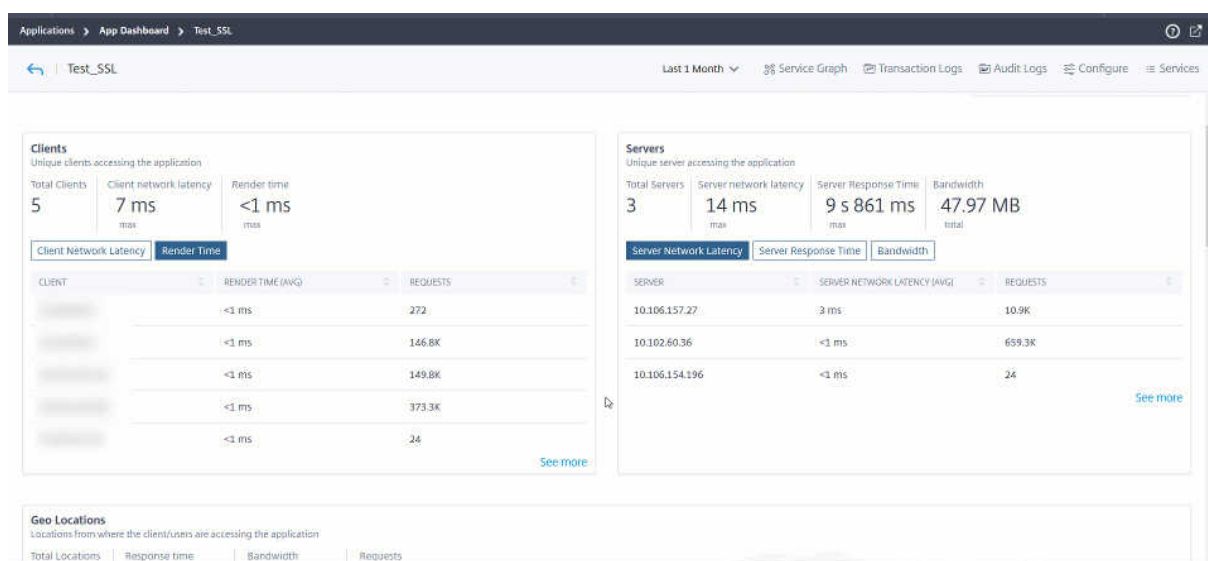 Applications > App Dashboard > Test_SSL
Test_SSL
Last 1 Month
Service Graph
Transaction Logs
Audit Logs
Configure
Services
Clients
Unique clients accessing the application
Total Clients
Client network latency
Render time
5
7 ms
<1 ms
max
max
Client Network Latency
Render Time
CLIENT RENDER TIME (AVG) REQUESTS
<1 ms 272
<1 ms 146.8K
<1 ms 149.8K
<1 ms 373.3K
<1 ms 24
See more
Servers
Unique server accessing the application
Total Servers
Server network latency
Server Response Time
Bandwidth
3
14 ms
9 s 861 ms
47.97 MB
max
max
total
Server Network Latency
Server Response Time
Bandwidth
SERVER SERVER NETWORK LATENCY (AVG) REQUESTS
10.106.157.27 3 ms 10.9K
10.102.60.36 <1 ms 659.3K
10.106.154.196 <1 ms 24
See more
Geo Locations
Locations from where the client/users are accessing the application
Total Locations
Response time
Bandwidth
Requests